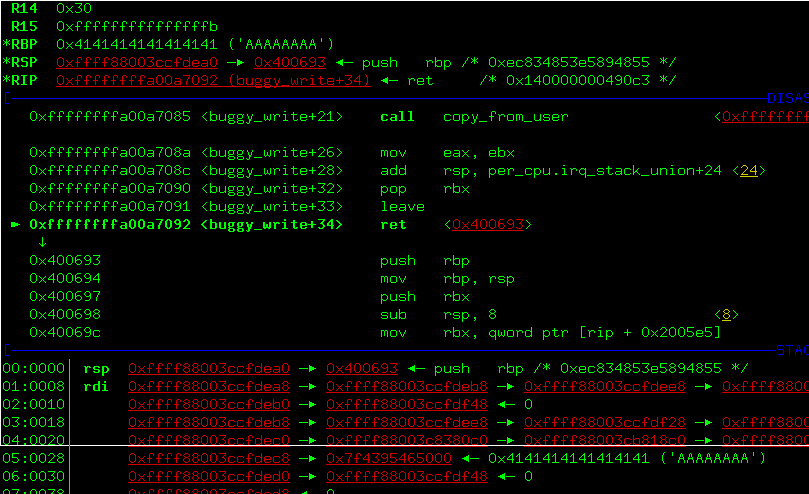 R14 0x30
R15 0xfffffffffffffffb
*RBP 0x4141414141414141 ('AAAAAAAA')
*RSP 0xffff88003ccfdea0 —▸ 0x400693 ◂— push rbp /* 0xec834853e5894855 */
*RIP 0xffffffffa00a7092 (buggy_write+34) ◂— ret /* 0x140000000490c3 */
[DISAS
0xffffffffa00a7085 <buggy_write+21> call copy_from_user <0xffffffff
0xffffffffa00a708a <buggy_write+26> mov eax, ebx
0xffffffffa00a708c <buggy_write+28> add rsp, per_cpu.irq_stack_union+24 <24>
0xffffffffa00a7090 <buggy_write+32> pop rbx
0xffffffffa00a7091 <buggy_write+33> leave
► 0xffffffffa00a7092 <buggy_write+34> ret <0x400693>
↓
0x400693 push rbp
0x400694 mov rbp, rsp
0x400697 push rbx
0x400698 sub rsp, 8 <8>
0x40069c mov rbx, qword ptr [rip + 0x2005e5]
[STAC
00:0000│ rsp 0xffff88003ccfdea0 —▸ 0x400693 ◂— push rbp /* 0xec834853e5894855 */
01:0008│ rdi 0xffff88003ccfdea8 —▸ 0xffff88003ccfdeb8 —▸ 0xffff88003ccfdee8 —▸ 0xffff8800
02:0010│ 0xffff88003ccfdeb0 —▸ 0xffff88003ccfdf48 ◂— 0
03:0018│ 0xffff88003ccfdeb8 —▸ 0xffff88003ccfdee8 —▸ 0xffff88003ccfdf28 —▸ 0xffff8800
04:0020│ 0xffff88003ccfdec0 —▸ 0xffff88003c8380c0 —▸ 0xffff88003cb818c0 —▸ 0xffff8800
05:0028│ 0xffff88003ccfdec8 —▸ 0x7f4395465000 ◂— 0x4141414141414141 ('AAAAAAAA')
06:0030│ 0xffff88003ccfded0 —▸ 0xffff88003ccfdf48 ◂— 0